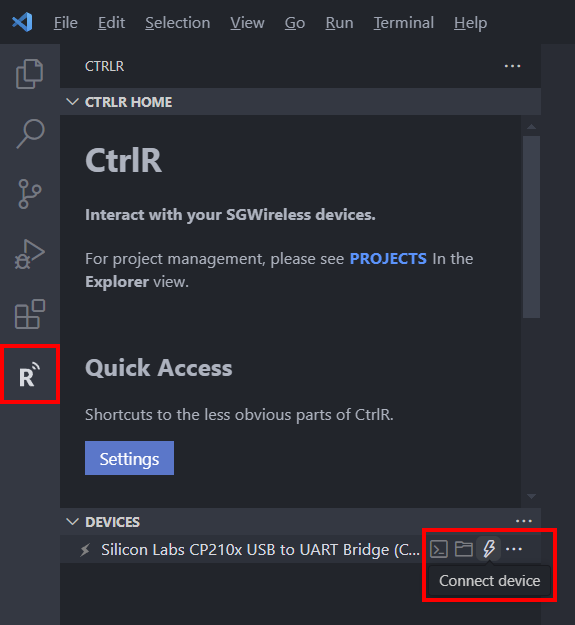 File Edit Selection View Go Run Terminal Help
CTRLR
CTRLR HOME
CtrlR
Interact with your SGWireless devices.
For project management, please see PROJECTS In the
Explorer view.
R
Quick Access
Shortcuts to the less obvious parts of CtrlR.
Settings
DEVICES
Silicon Labs CP210x USB to UART Bridge (C...
Connect device